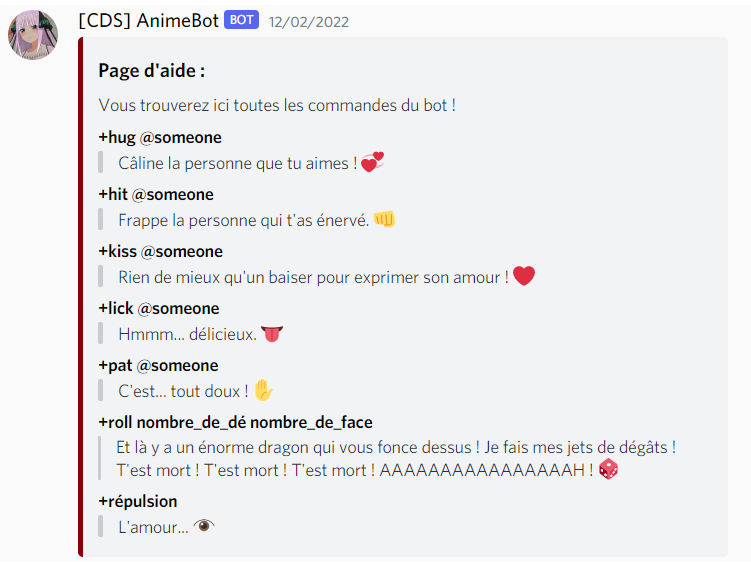 [CDS] AnimeBot BOT 12/02/2022
Page d'aide :
Vous trouverez ici toutes les commandes du bot !
+hug @someone
Câline la personne que tu aimes ! 💞
+hit @someone
Frappe la personne qui t'as énervé. 👊
+kiss @someone
Rien de mieux qu'un baiser pour exprimer son amour ! ❤️
+lick @someone
Hmmm... délicieux. 👅
+pat @someone
C'est... tout doux ! ✋
+roll nombre_de_dé nombre_de_face
Et là y a un énorme dragon qui vous fonce dessus ! Je fais mes jets de dégâts !
T'est mort ! T'est mort ! T'est mort ! AAAAAAAAAAAAAAAAH ! 🎲
+répulsion
L'amour... 👁️